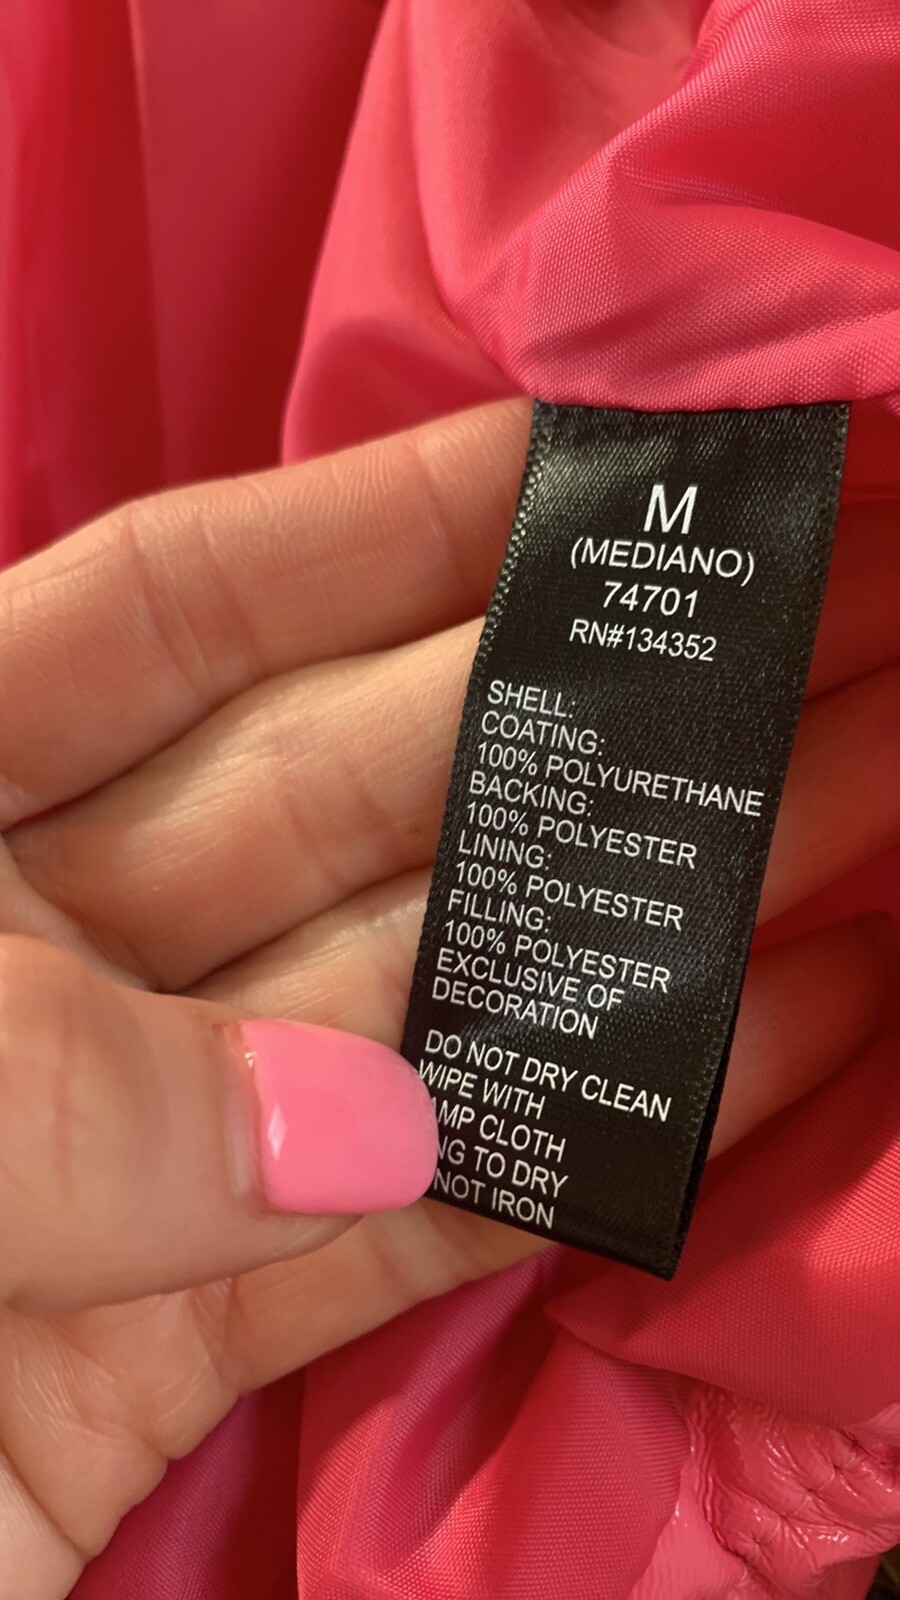 M
(MEDIANO)
74701
RN#134352
SHELL:
COATING:
100% POLYURETHANE
BACKING:
100% POLYESTER
LINING:
100% POLYESTER
FILLING:
100% POLYESTER
EXCLUSIVE OF
DECORATION
DO NOT DRY CLEAN
WIPE WITH
AMP CLOTH
NG TO DRY
NOT IRON